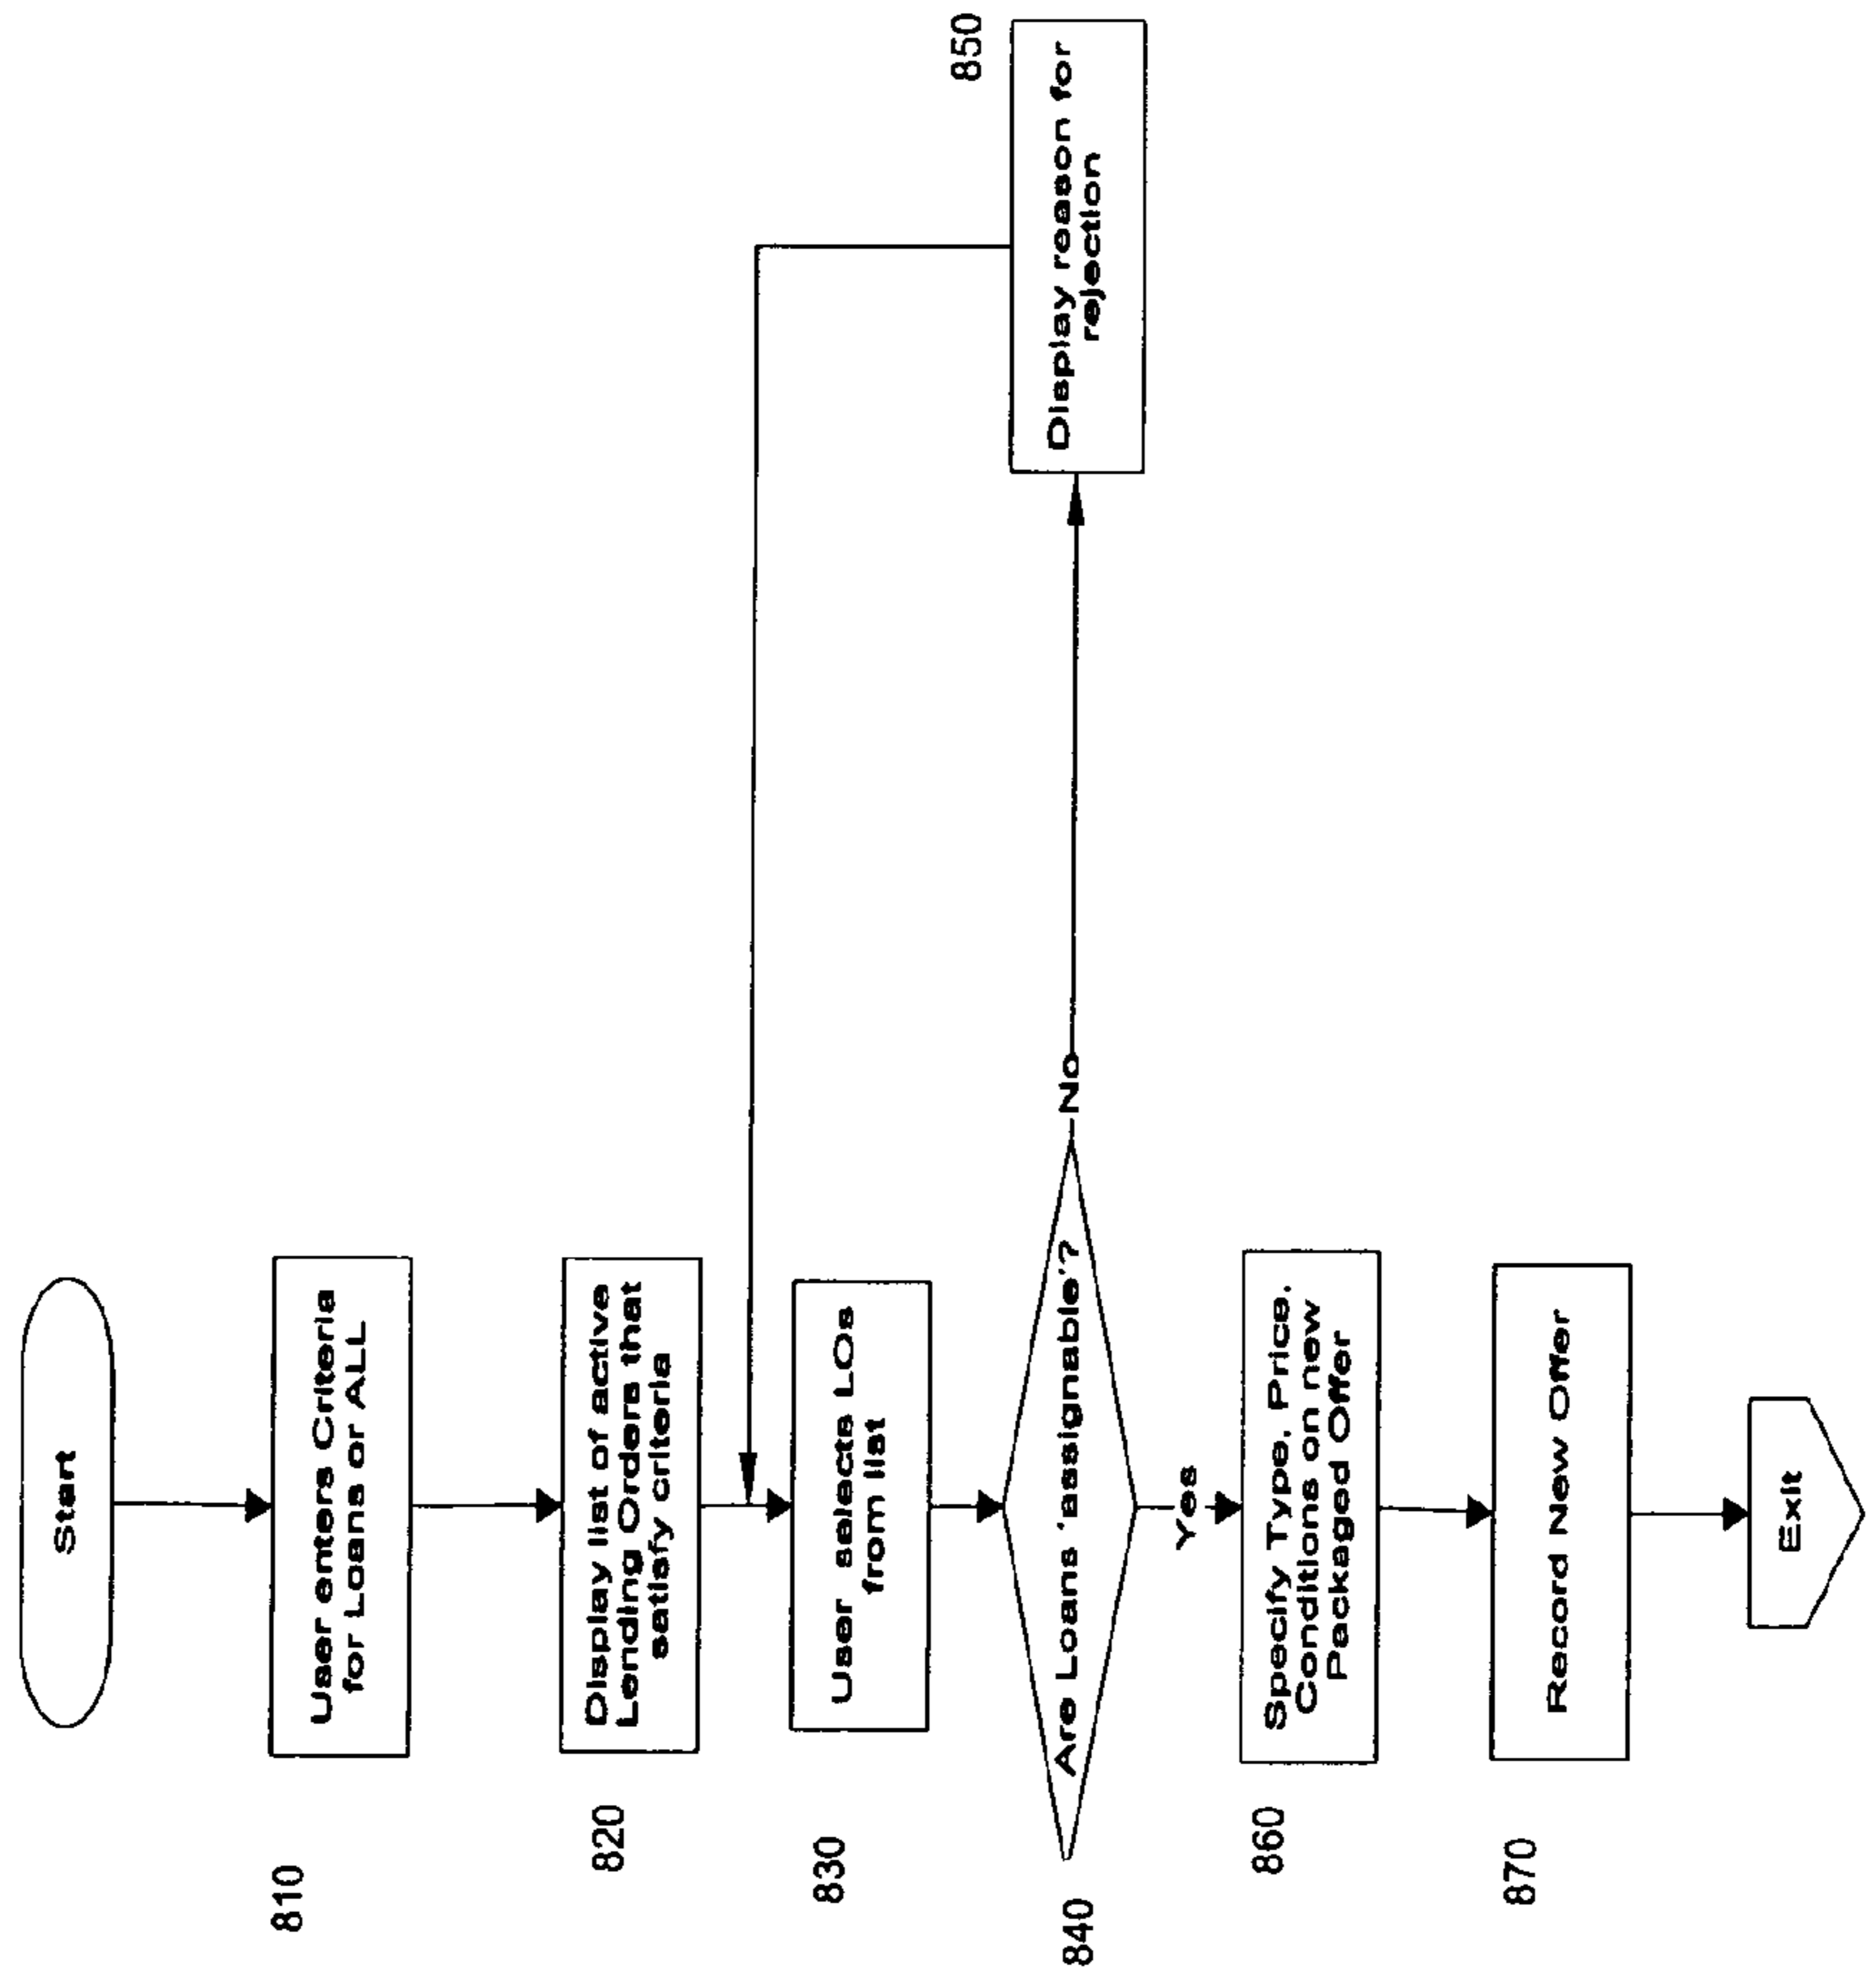 Start
810
User enters Criteria
for Loans or ALL
820
Display list of active
Lending Orders that
satisfy criteria
830
User selects LOs
from list
840
Are Loans 'assignable'?
No
850
Display reason for
rejection
Yes
860
Specify Type, Price,
Conditions on new
Packaged Offer
870
Record New Offer
Exit